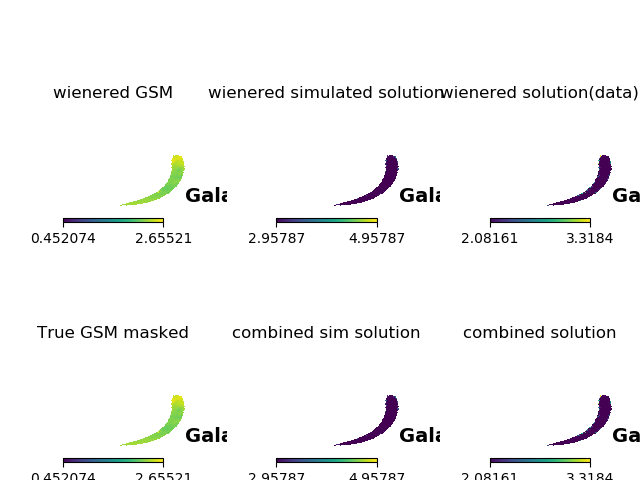 wienered GSM
wienered simulated solution
wienered solution(data)
Gala
Gala
Ga
0.452074 2.65521
2.95787 4.95787
2.08161 3.3184
True GSM masked
combined sim solution
combined solution
Gala
Gala
Ga
0.452074 2.65521
2.95787 4.95787
2.08161 3.3184